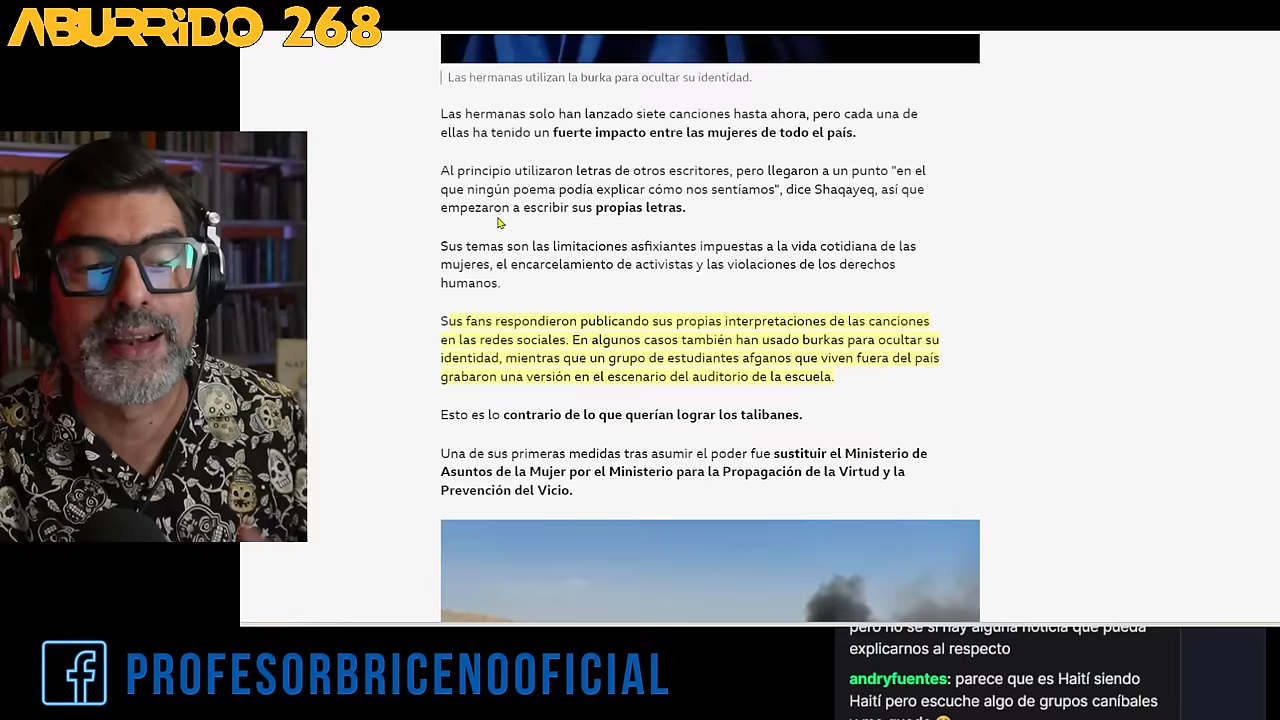 ABURRiDO 268
Las hermanas utilizan la burka para ocultar su identidad.
Las hermanas solo han lanzado siete canciones hasta ahora, pero cada una de
ellas ha tenido un fuerte impacto entre las mujeres de todo el país.
Al principio utilizaron letras de otros escritores, pero llegaron a un punto "en el
que ningún poema podía explicar cómo nos sentíamos", dice Shaqayeq, así que
empezaron a escribir sus propias letras.
Sus temas son las limitaciones asfixiantes impuestas a la vida cotidiana de las
mujeres, el encarcelamiento de activistas y las violaciones de los derechos
humanos.
Sus fans respondieron publicando sus propias interpretaciones de las canciones
en las redes sociales. En algunos casos también han usado burkas para ocultar su
identidad, mientras que un grupo de estudiantes afganos que viven fuera del país
grabaron una versión en el escenario del auditorio de la escuela.
Esto es lo contrario de lo que querían lograr los talibanes.
Una de sus primeras medidas tras asumir el poder fue sustituir el Ministerio de
Asuntos de la Mujer por el Ministerio para la Propagación de la Virtud y la
Prevención del Vicio.
PROFESORBRICENOOFICIAL
pero no se si hay alguna noticia que pueda
explicarnos al respecto
andryfuentes: parece que es Haití siendo
Haití pero escuche algo de grupos caníbales